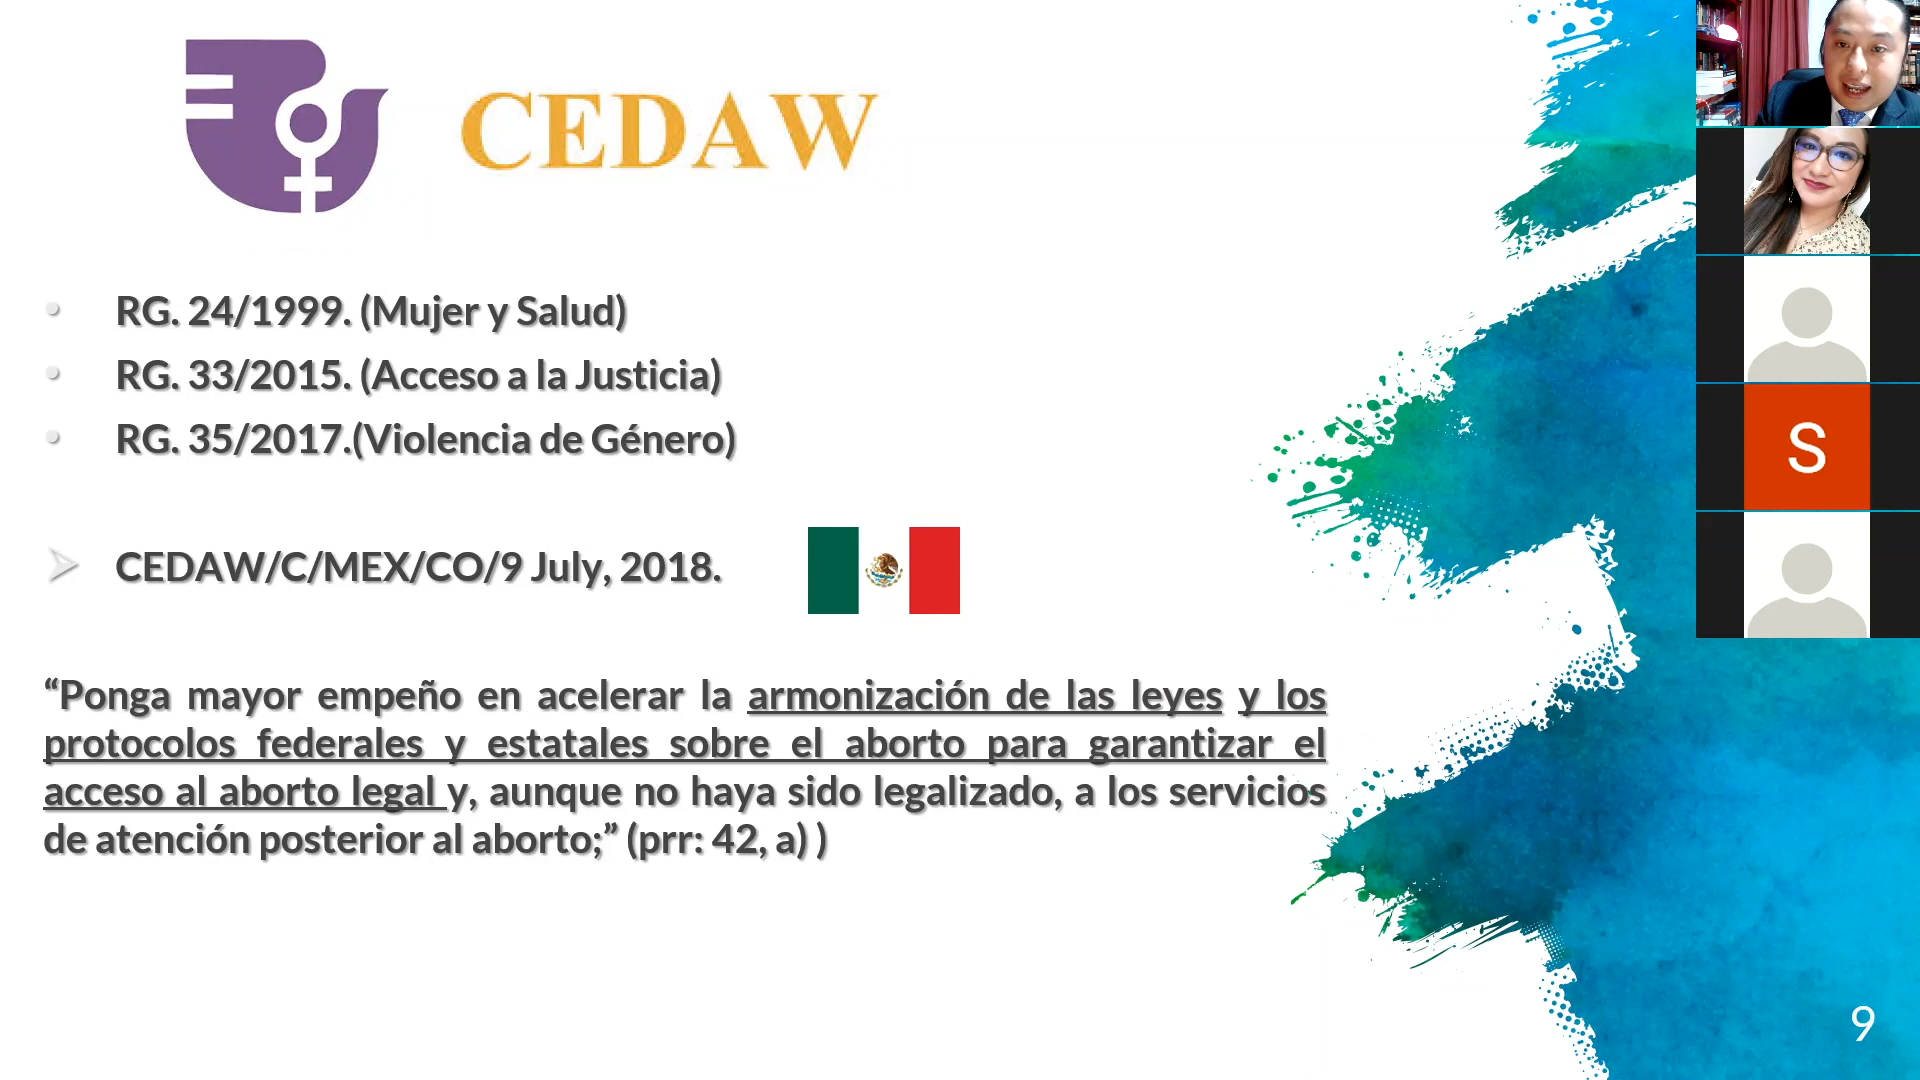 CEDAW
RG. 24/1999. (Mujer y Salud)
RG. 33/2015. (Acceso a la Justicia)
RG. 35/2017.(Violencia de Género)
CEDAW/C/MEX/CO/9 July, 2018.
“Ponga mayor empeño en acelerar la armonización de las leyes y los
protocolos federales y estatales sobre el aborto para garantizar el
acceso al aborto legal y, aunque no haya sido legalizado, a los servicios
de atención posterior al aborto;” (prr: 42, a) )
S
9